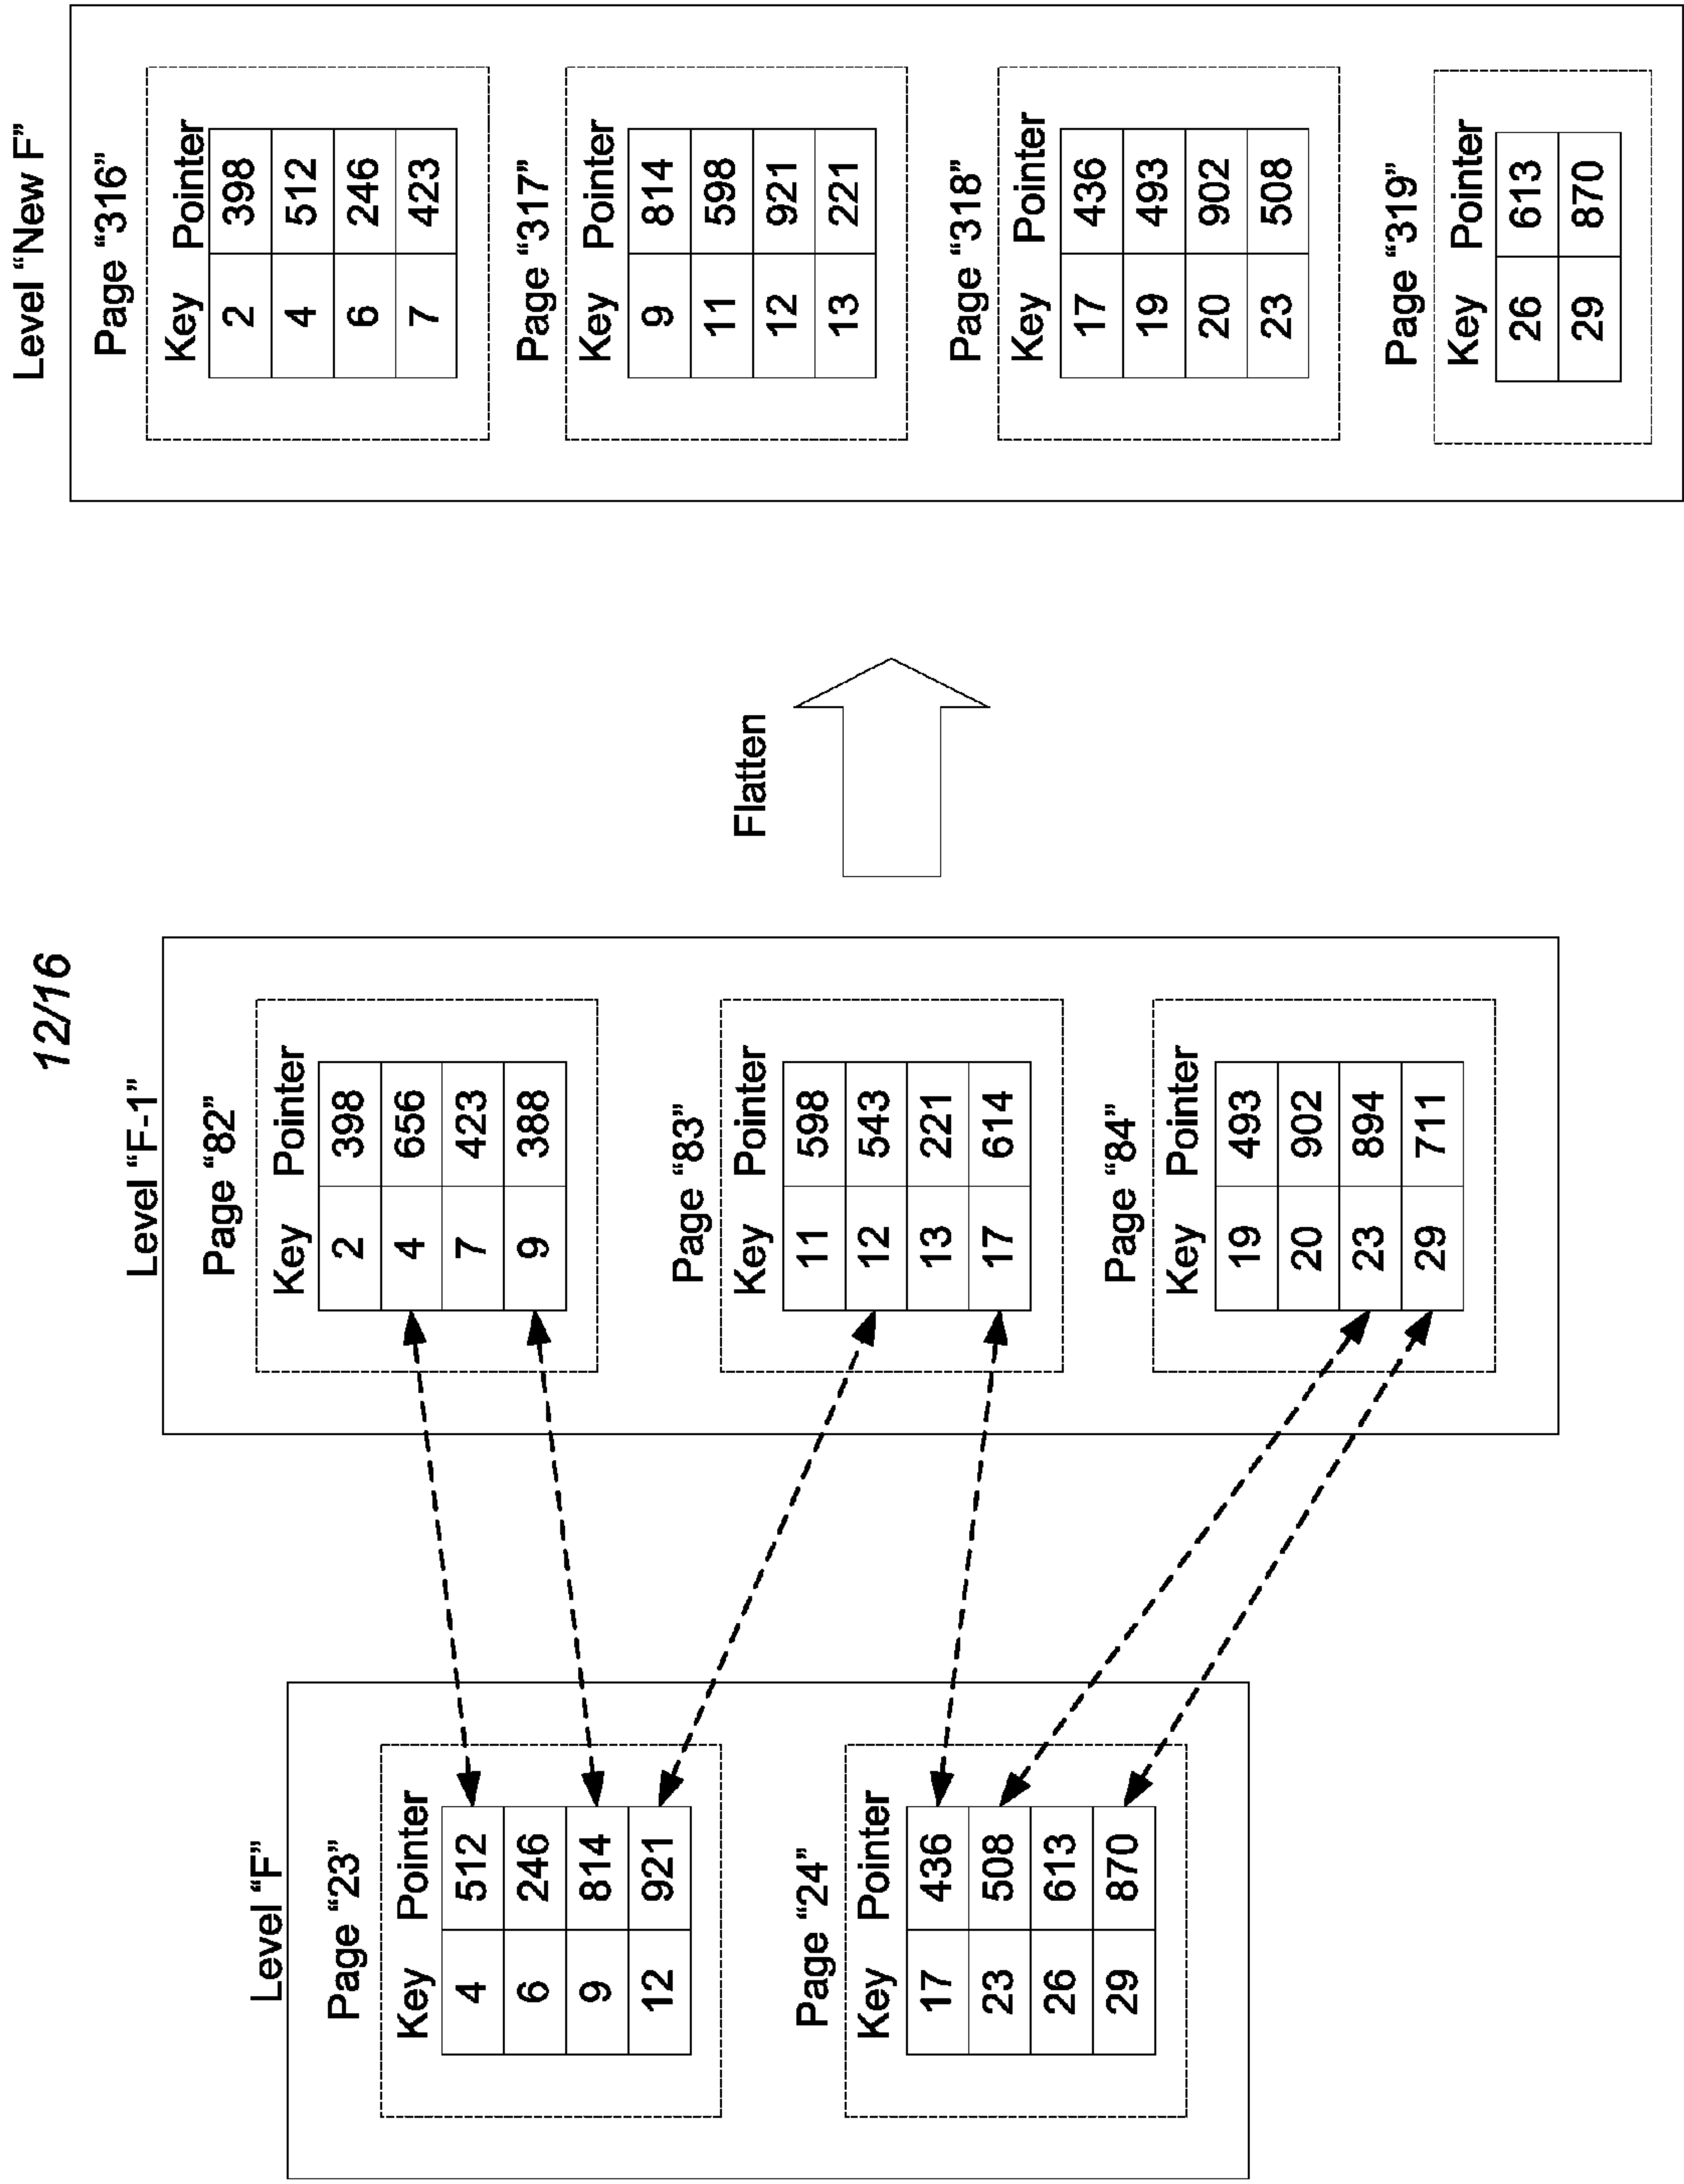 12/16
Level “F”
Page “23”
Key Pointer
4 512
6 246
9 814
12 921
Page “24”
Key Pointer
17 436
23 508
26 613
29 870
Level “F-1”
Page “82”
Key Pointer
2 398
4 656
7 423
9 388
Page “83”
Key Pointer
11 598
12 543
13 221
17 614
Page “84”
Key Pointer
19 493
20 902
23 894
29 711
Flatten
Level “New F”
Page “316”
Key Pointer
2 398
4 512
6 246
7 423
Page “317”
Key Pointer
9 814
11 598
12 921
13 221
Page “318”
Key Pointer
17 436
19 493
20 902
23 508
Page “319”
Key Pointer
26 613
29 870